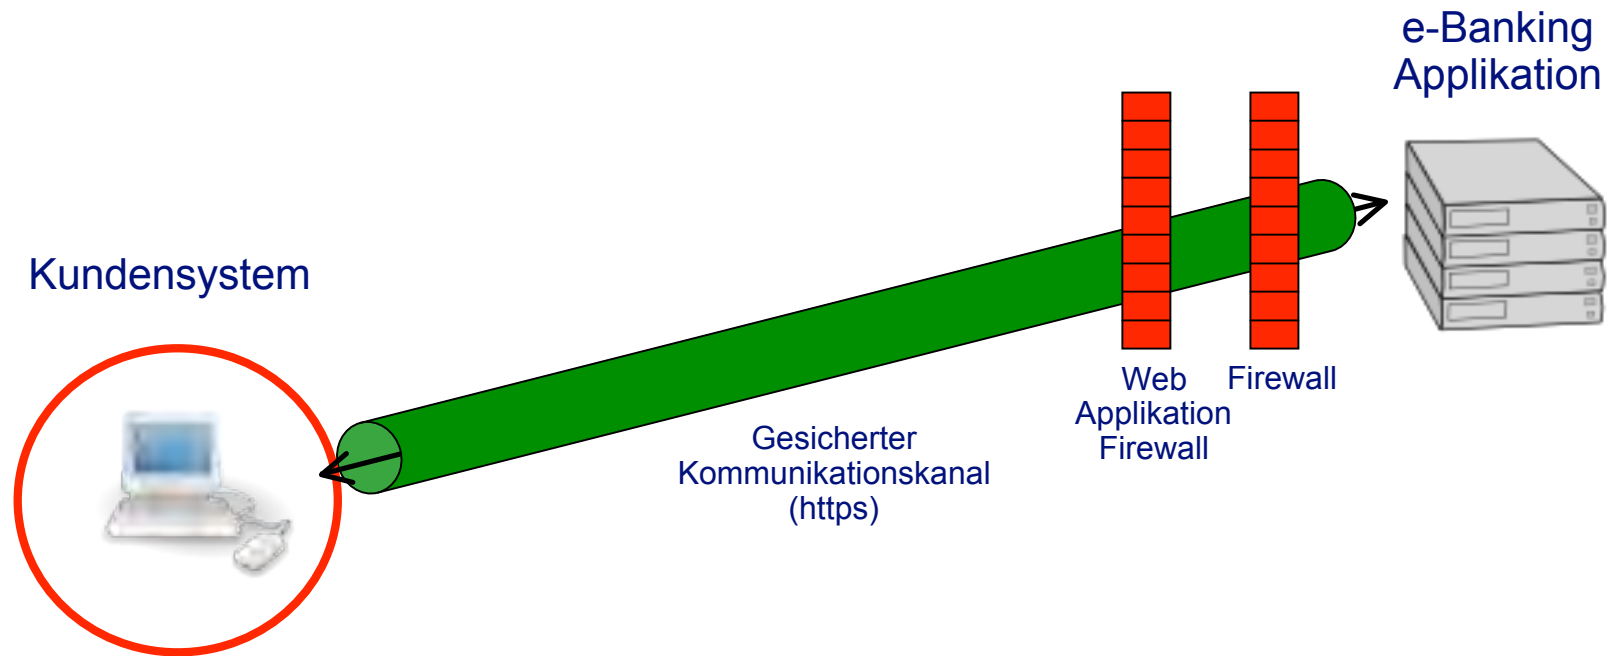 e-Banking
Applikation
Kundensystem
Web
Applikation
Firewall
Firewall
Gesicherter
Kommunikationskanal
(https)